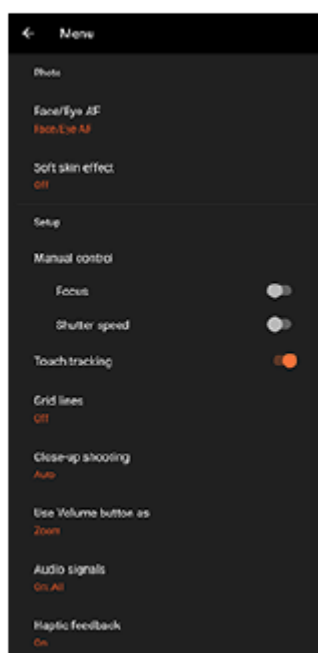 Menu
Photo
Face/Eye AF
Face/Eye AF
Soft skin effect
Off
Setup
Manual control
Focus
Shutter speed
Touch tracking
Grid lines
Off
Close-up shooting
Auto
Use Volume button as
Zoom
Audio signals
On: All
Haptic feedback
On